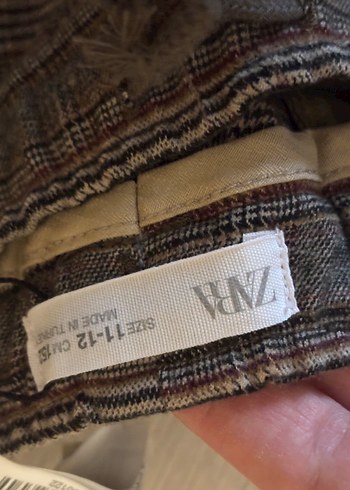 ZARA
SIZE 11-12 CM 152
MADE IN TURKEY